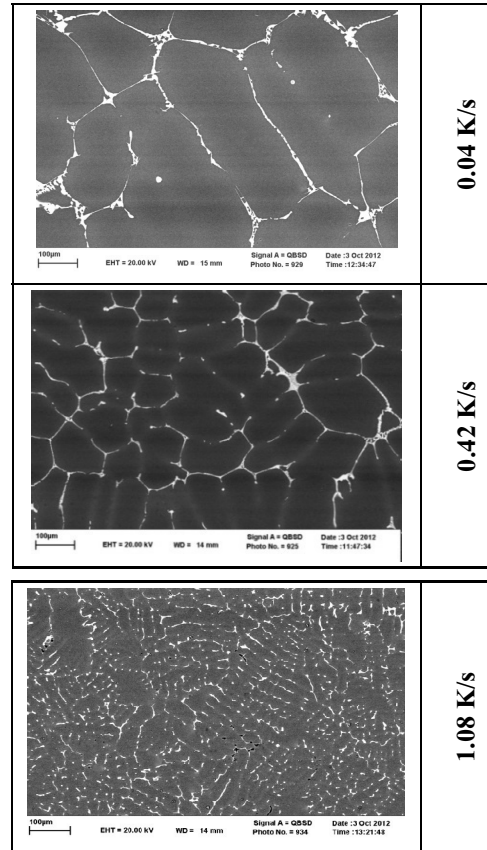 0.04 K/s
100µm
EHT = 20.00 kV
WD = 15 mm
Signal A = QBSD
Photo No. = 929
Date :3 Oct 2012
Time :12:34:47
0.42 K/s
100µm
EHT = 20.00 kV
WD = 14 mm
Signal A = QBSD
Photo No. = 925
Date :3 Oct 2012
Time :11:47:34
1.08 K/s
100µm
EHT = 20.00 kV
WD = 14 mm
Signal A = QBSD
Photo No. = 934
Date :3 Oct 2012
Time :13:21:48